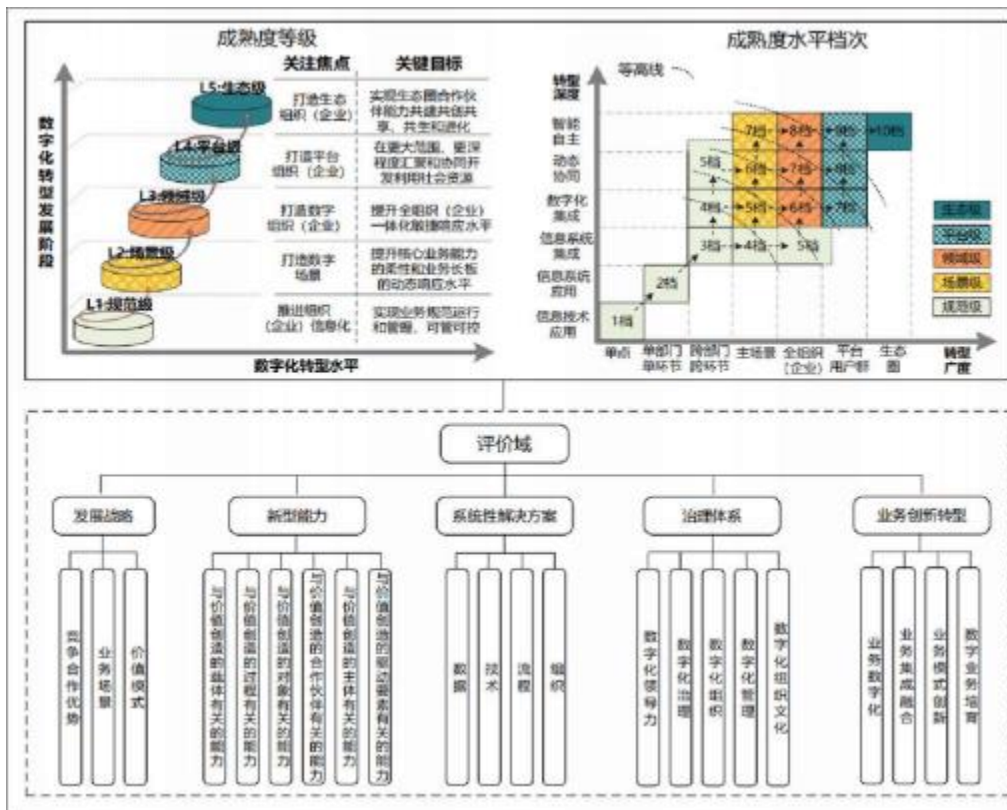 成熟度等级
关注焦点
关键目标
数字化转型发展阶段
L5:生态级
打造生态
组织（企业）
实现生态圈合作伙
伴能力共建共创共
享、共生和进化
L4:平台级
打造平台
组织（企业）
在更大范围、更深
程度汇聚和协同开
发利用社会资源
L3:领域级
打造数字
组织（企业）
提升全组织（企业）
一体化敏捷响应水平
L2:场景级
打造数字
场景
提升核心业务能力
的柔性和业务长板
的动态响应水平
L1:规范级
推进组织
（企业）信息化
实现业务规范运行
和管理，可管可控
数字化转型水平
成熟度水平档次
转型
深度
等高线
智能
自主
7档
8档
9档
10档
动态
协同
5档
6档
7档
8档
数字化
集成
4档
5档
6档
7档
信息系统
集成
3档
4档
5档
信息系统
应用
2档
信息技术
应用
1档
单点
单部门
单环节
跨部门
跨环节
主场景
全组织
（企业）
平台
用户群
生态
圈
转型
广度
生态级
平台级
领域级
场景级
规范级
评价域
发展战略
新型能力
系统性解决方案
治理体系
业务创新转型
竞争合作优势
业务场景
价值模式
与价值创造的载体有关的能力
与价值创造的过程有关的能力
与价值创造的对象有关的能力
与价值创造的合作伙伴有关的能力
与价值创造的主体有关的能力
与价值创造的驱动要素有关的能力
数据
技术
流程
组织
数字化领导力
数字化治理
数字化组织
数字化管理
数字化组织文化
业务数字化
业务集成融合
业务模式创新
数字业务培育